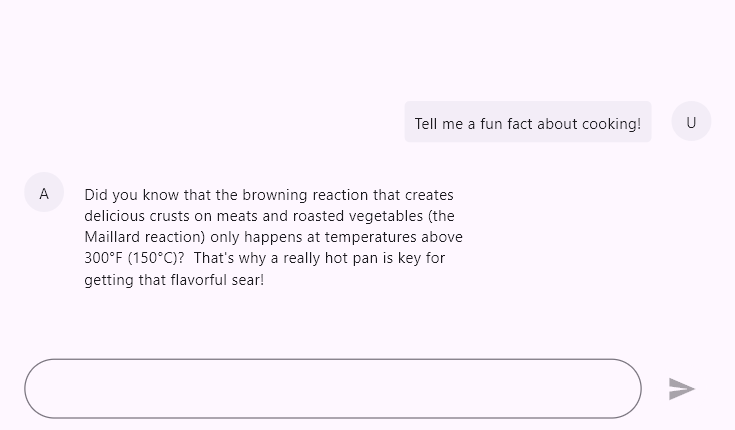 Tell me a fun fact about cooking!
U
A
Did you know that the browning reaction that creates
delicious crusts on meats and roasted vegetables (the
Maillard reaction) only happens at temperatures above
300°F (150°C)?  That's why a really hot pan is key for
getting that flavorful sear!